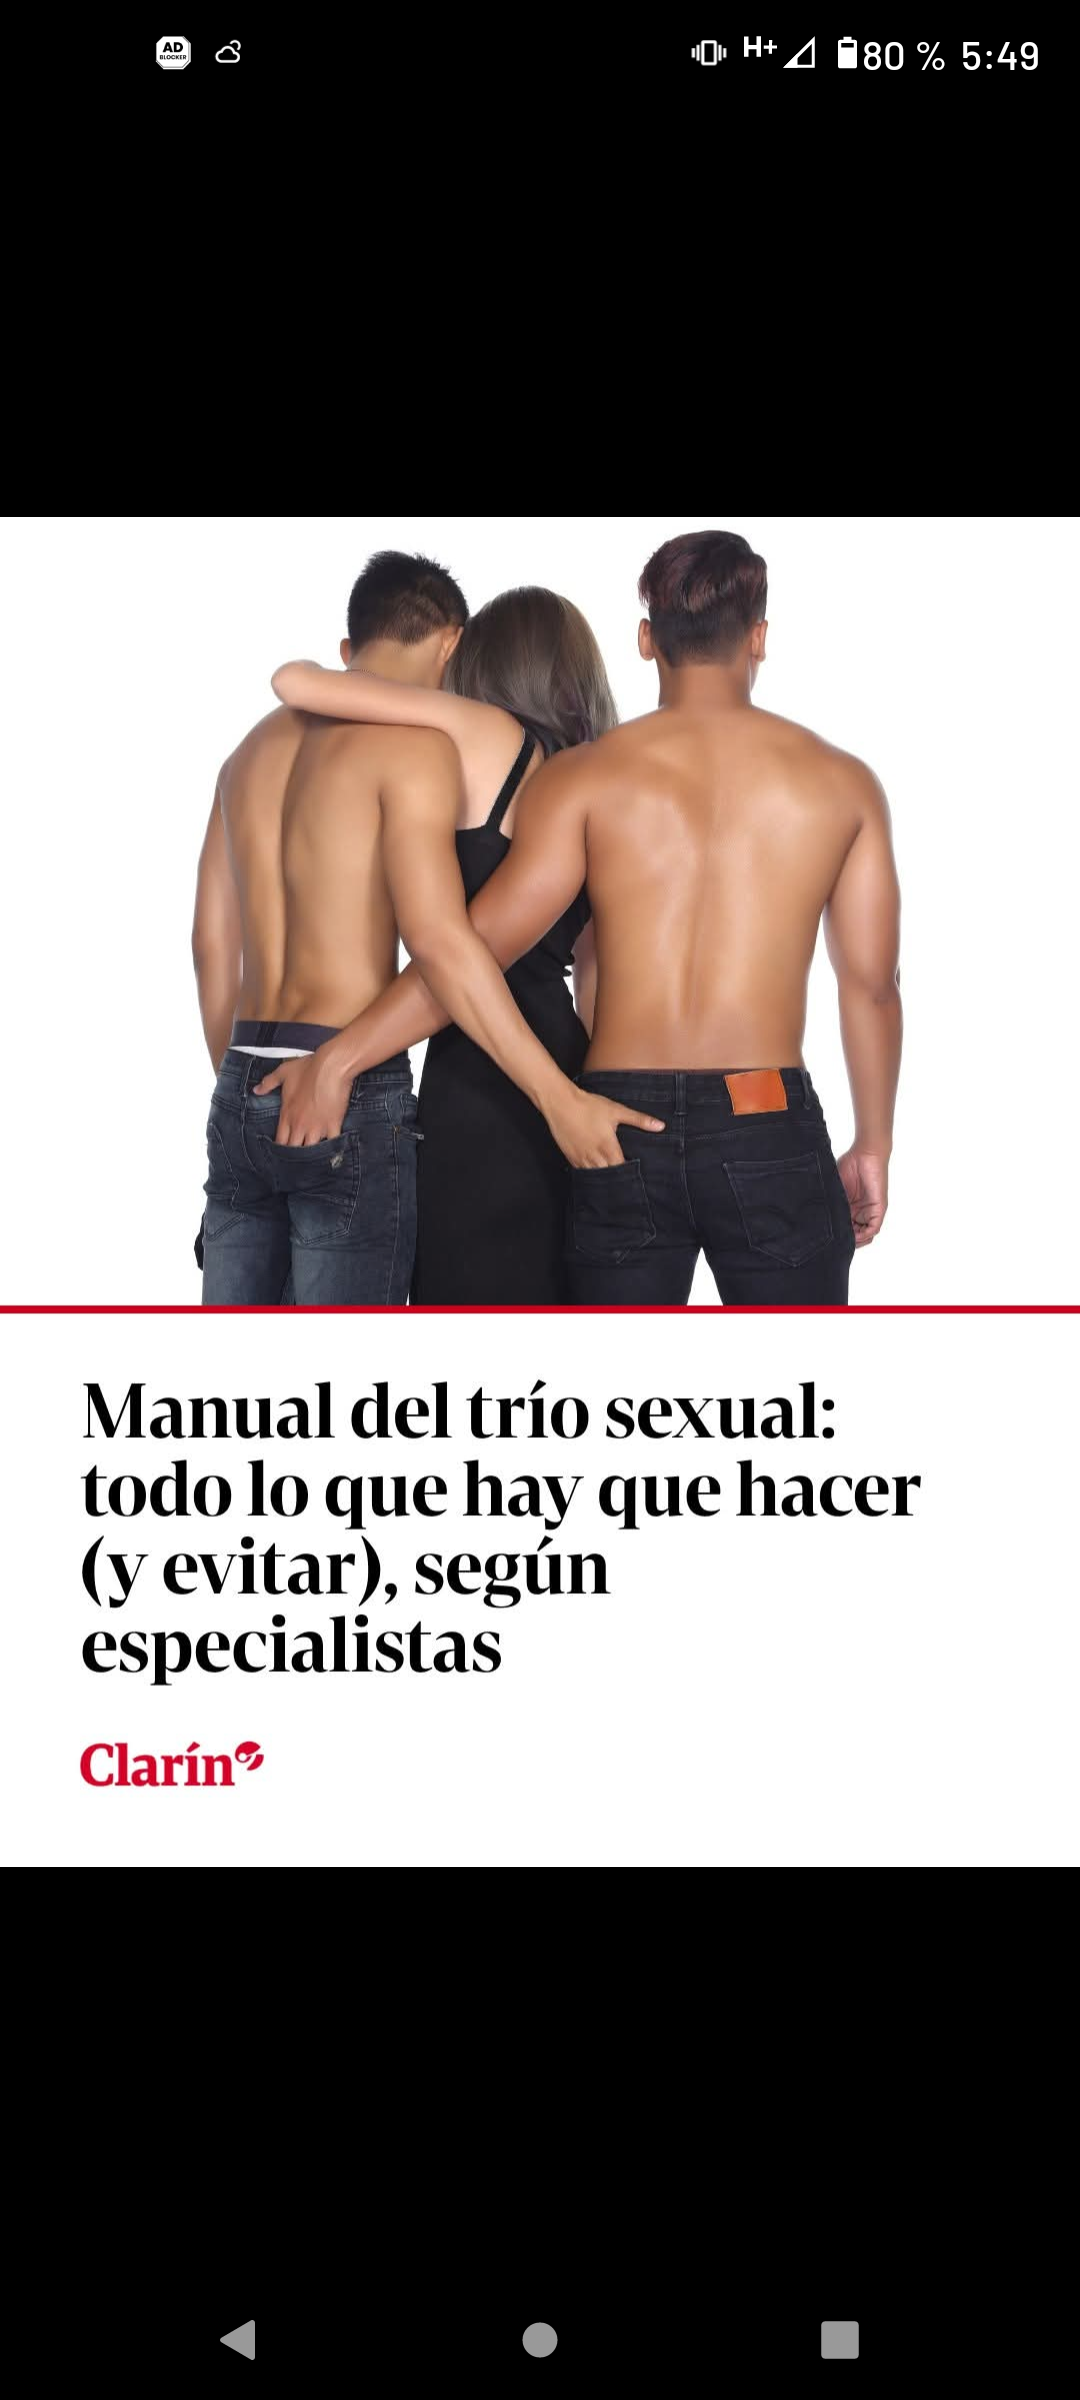 AD
BLOCKER
H+ 80 % 5:49
Manual del trío sexual:
todo lo que hay que hacer
(y evitar), según
especialistas
Clarín